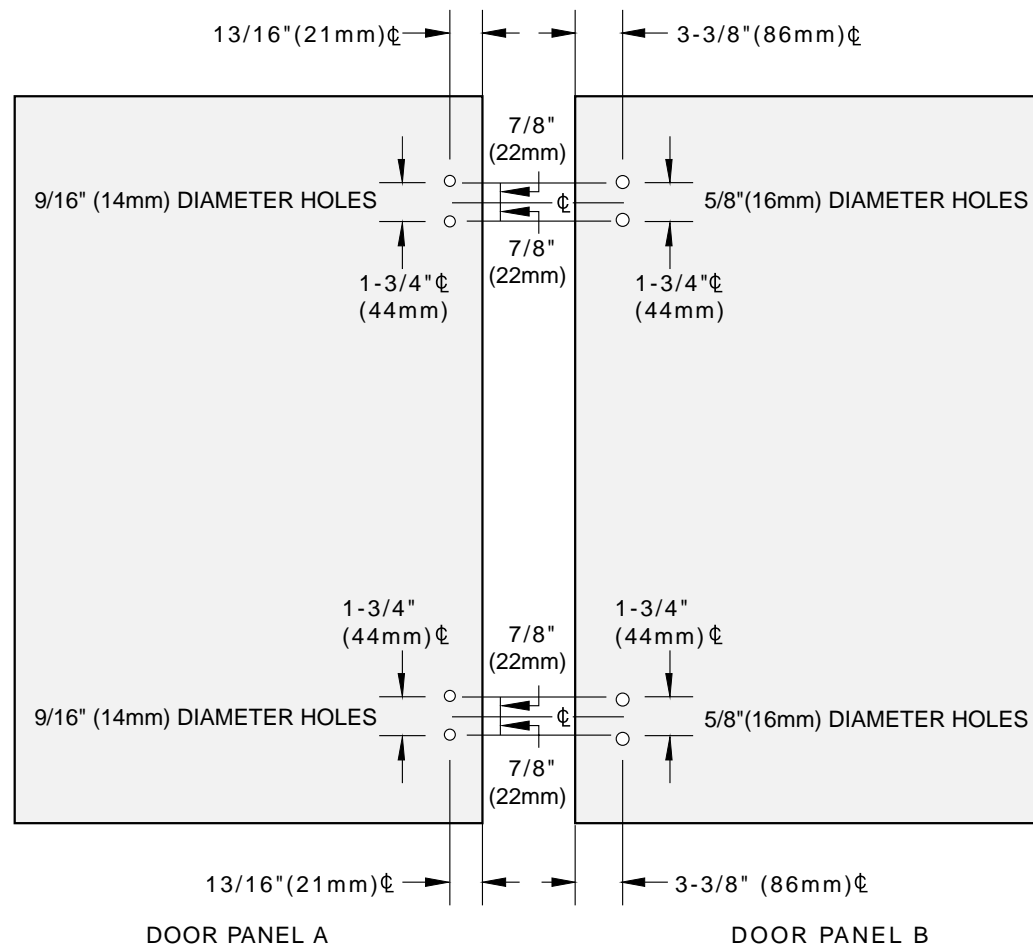 13/16"(21mm)℄
3-3/8"(86mm)℄
7/8"
(22mm)
9/16" (14mm) DIAMETER HOLES
℄
5/8"(16mm) DIAMETER HOLES
7/8"
(22mm)
1-3/4"℄
(44mm)
1-3/4"℄
(44mm)
1-3/4"
(44mm)℄
7/8"
(22mm)
1-3/4"
(44mm)℄
9/16" (14mm) DIAMETER HOLES
℄
5/8"(16mm) DIAMETER HOLES
7/8"
(22mm)
13/16"(21mm)℄
3-3/8" (86mm)℄
DOOR PANEL A
DOOR PANEL B